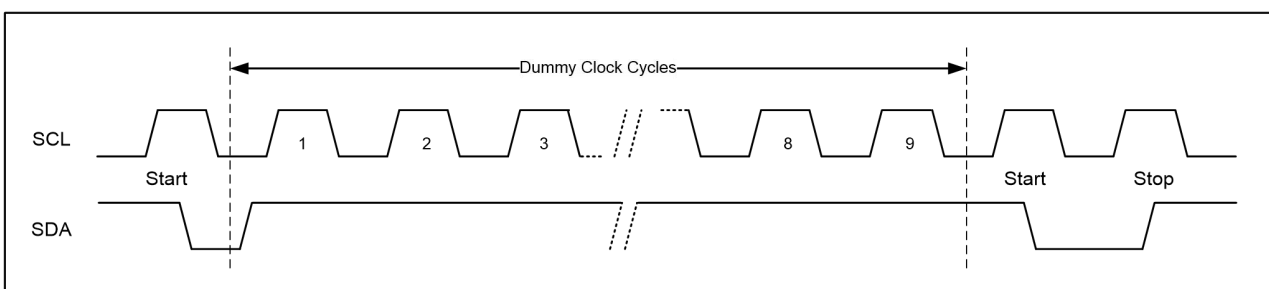 Dummy Clock Cycles
SCL
1 2 3 8 9
Start Start Stop
SDA